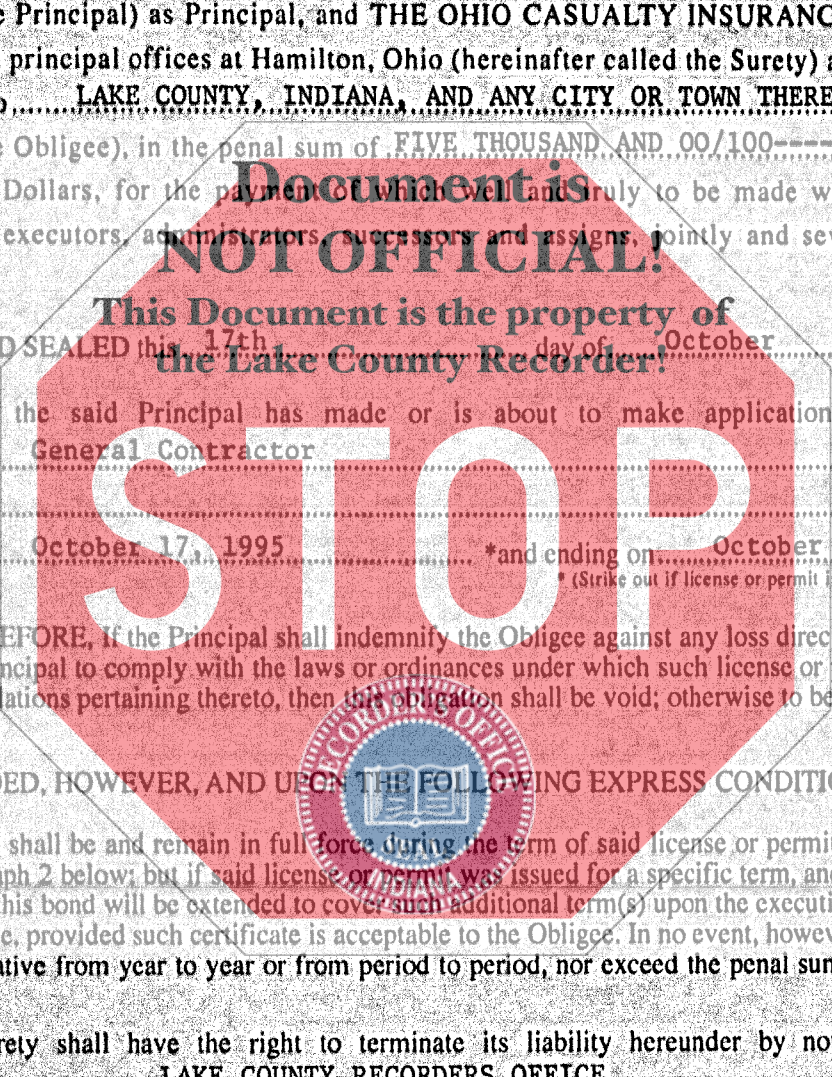 Principal) as Principal, and THE OHIO CASUALTY INSURANC
principal offices at Hamilton, Ohio (hereinafter called the Surety) a
LAKE COUNTY, INDIANA, AND ANY CITY OR TOWN THERE
Obligee), in the penal sum of FIVE THOUSAND AND 00/100----
Document is
Dollars, for the payment of which well and truly to be made w
executors, administrators, successors and assigns, jointly and sev
NOT OFFICIAL!
This Document is the property of
D SEALED this 17th day of October
the Lake County Recorder!
the said Principal has made or is about to make application
General Contractor
STOP
October 17, 1995 *and ending on October
* (Strike out if license or permit i
EFORE, If the Principal shall indemnify the Obligee against any loss direc
ncipal to comply with the laws or ordinances under which such license or
lations pertaining thereto, then this obligation shall be void; otherwise to be
RECORDER'S OFFICE
DED, HOWEVER, AND UPON THE FOLLOWING EXPRESS CONDITIO
shall be and remain in full force during the term of said license or permit
INDIANA
ph 2 below; but if said license or permit was issued for a specific term, and
his bond will be extended to cover such additional term(s) upon the executi
e, provided such certificate is acceptable to the Obligee. In no event, howev
ative from year to year or from period to period, nor exceed the penal sum
rety shall have the right to terminate its liability hereunder by no
LAKE COUNTY RECORDERS OFFICE